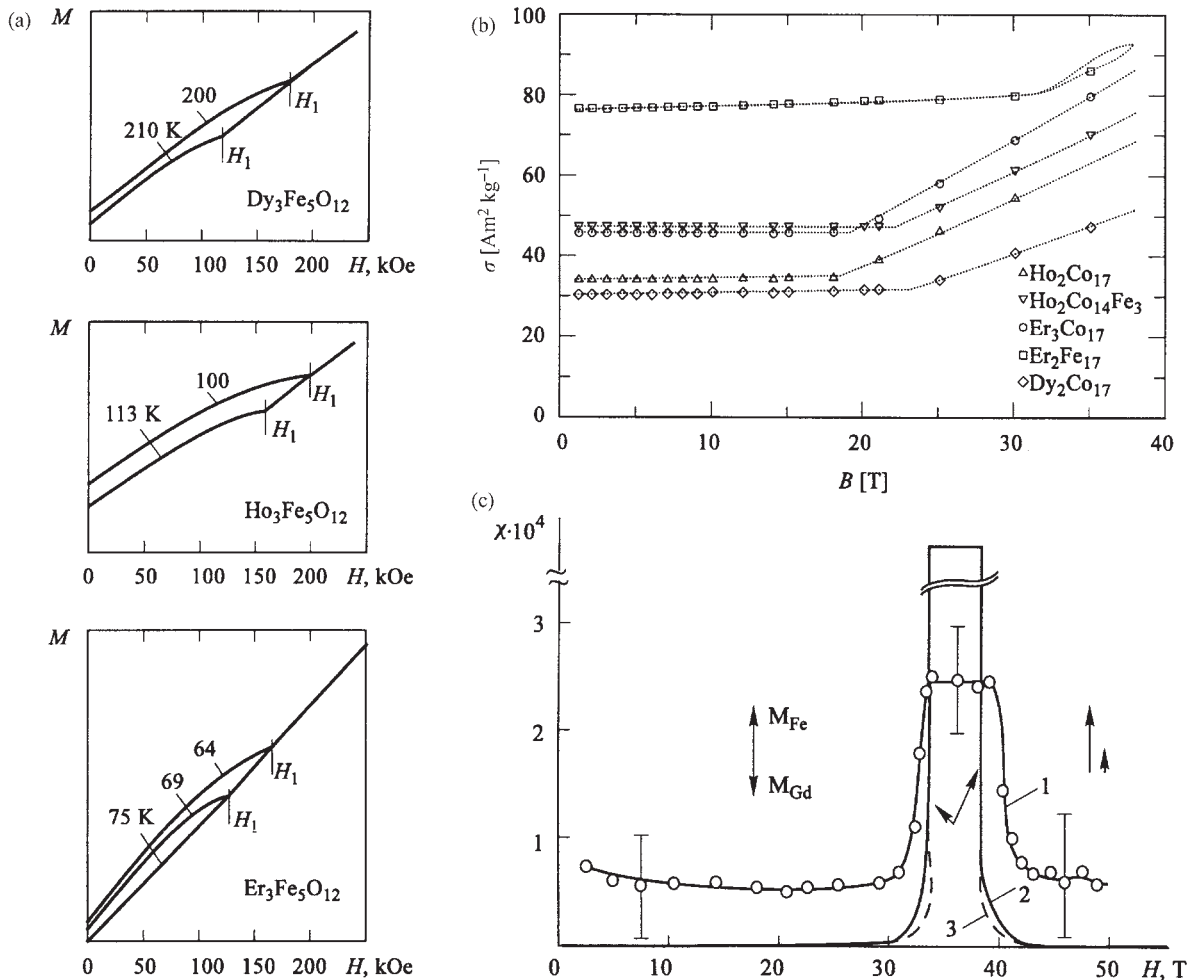 (a)
M
200
210 K
H₁
H₁
Dy₃Fe₅O₁₂
0 50 100 150 200 H, kOe
M
100
113 K
H₁
H₁
Ho₃Fe₅O₁₂
0 50 100 150 200 H, kOe
M
64
69
75 K
H₁
H₁
Er₃Fe₅O₁₂
0 50 100 150 200 H, kOe
(b)
100
80
60
50
40
20
0
σ [Am² kg⁻¹]
Ho₂Co₁₇
Ho₂Co₁₄Fe₃
Er₃Co₁₇
Er₂Fe₁₇
Dy₂Co₁₇
0 10 20 30 40
B [T]
(c)
χ·10⁴
3
2
1
M_Fe
M_Gd
1
2
3
0 10 20 30 40 50 H, T